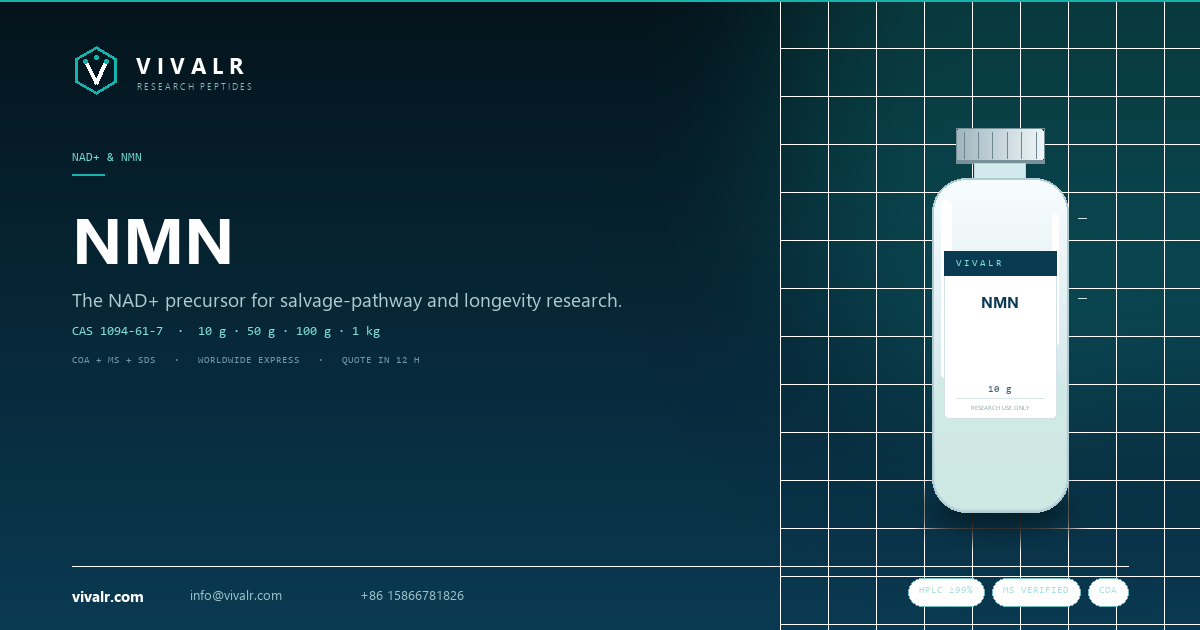 VIVALR
RESEARCH PEPTIDES
NAD+ & NMN
NMN
The NAD+ precursor for salvage-pathway and longevity research.
CAS 1094-61-7 · 10 g · 50 g · 100 g · 1 kg
COA + MS + SDS · WORLDWIDE EXPRESS · QUOTE IN 12 H
VIVALR
NMN
10 g
RESEARCH USE ONLY
vivalr.com info@vivalr.com +86 15866781826
HPLC ≥99% MS VERIFIED COA